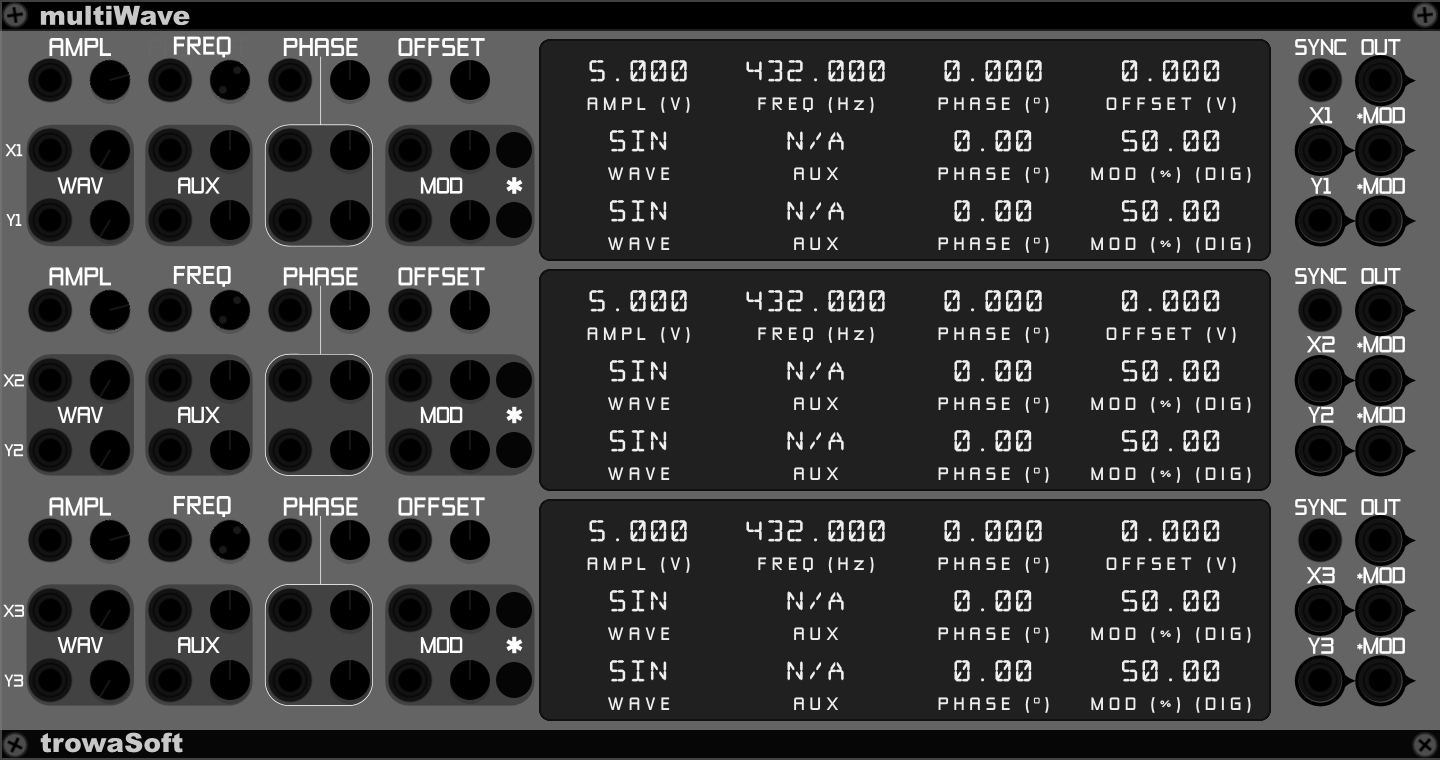 multiWave
AMPL FREQ PHASE OFFSET 5.000 432.000 0.000 0.000 SYNC OUT
AMPL (V) FREQ (Hz) PHASE (°) OFFSET (V)
X1 SIN N/A 0.00 50.00 X1 *MOD
WAV AUX MOD * WAVE AUX PHASE (°) MOD (%) (DIG) Y1 *MOD
Y1 SIN N/A 0.00 50.00
WAVE AUX PHASE (°) MOD (%) (DIG)
AMPL FREQ PHASE OFFSET 5.000 432.000 0.000 0.000 SYNC OUT
AMPL (V) FREQ (Hz) PHASE (°) OFFSET (V)
X2 SIN N/A 0.00 50.00 X2 *MOD
WAV AUX MOD * WAVE AUX PHASE (°) MOD (%) (DIG) Y2 *MOD
Y2 SIN N/A 0.00 50.00
WAVE AUX PHASE (°) MOD (%) (DIG)
AMPL FREQ PHASE OFFSET 5.000 432.000 0.000 0.000 SYNC OUT
AMPL (V) FREQ (Hz) PHASE (°) OFFSET (V)
X3 SIN N/A 0.00 50.00 X3 *MOD
WAV AUX MOD * WAVE AUX PHASE (°) MOD (%) (DIG) Y3 *MOD
Y3 SIN N/A 0.00 50.00
WAVE AUX PHASE (°) MOD (%) (DIG)
trowaSoft